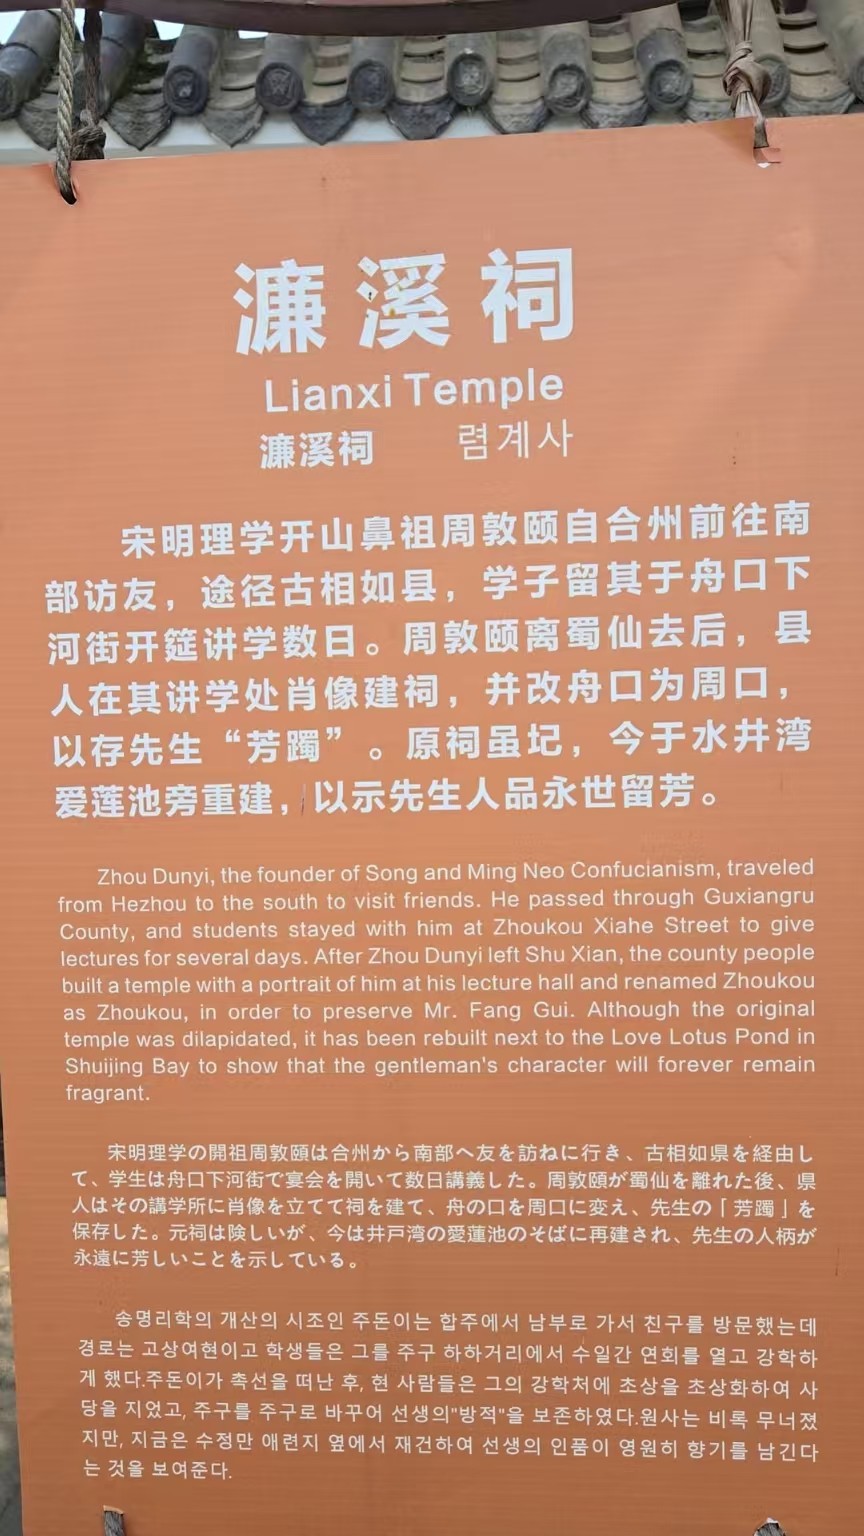 濂溪祠
Lianxi Temple
濂溪祠 렴계사
宋明理学开山鼻祖周敦颐自合州前往南
部访友，途径古相如县，学子留其于舟口下
河街开筵讲学数日。周敦颐离蜀仙去后，县
人在其讲学处肖像建祠，并改舟口为周口，
以存先生“芳躅”。原祠虽圮，今于水井湾
爱莲池旁重建，以示先生人品永世留芳。
Zhou Dunyi, the founder of Song and Ming Neo Confucianism, traveled
from Hezhou to the south to visit friends. He passed through Guxiangru
County, and students stayed with him at Zhoukou Xiahe Street to give
lectures for several days. After Zhou Dunyi left Shu Xian, the county people
built a temple with a portrait of him at his lecture hall and renamed Zhoukou
as Zhoukou, in order to preserve Mr. Fang Gui. Although the original
temple was dilapidated, it has been rebuilt next to the Love Lotus Pond in
Shuijing Bay to show that the gentleman's character will forever remain
fragrant.
宋明理学の開祖周敦頤は合州から南部へ友を訪ねに行き、古相如県を経由し
て、学生は舟口下河街で宴会を開いて数日講義した。周敦頤が蜀仙を離れた後、県
人はその講学所に肖像を立てて祠を建て、舟の口を周口に変え、先生の「芳躅」を
保存した。元祠は険しいが、今は井戸湾の愛蓮池のそばに再建され、先生の人柄が
永遠に芳しいことを示している。
송명리학의 개산의 시조인 주돈이는 합주에서 남부로 가서 친구를 방문했는데
경로는 고상여현이고 학생들은 그를 주구 하하거리에서 수일간 연회를 열고 강학하
게 했다.주돈이가 촉선을 떠난 후, 현 사람들은 그의 강학처에 초상을 초상화하여 사
당을 지었고, 주구를 주구로 바꾸어 선생의"방적"을 보존하였다.원사는 비록 무너졌
지만, 지금은 수정만 애련지 옆에서 재건하여 선생의 인품이 영원히 향기를 남긴다
는 것을 보여준다.